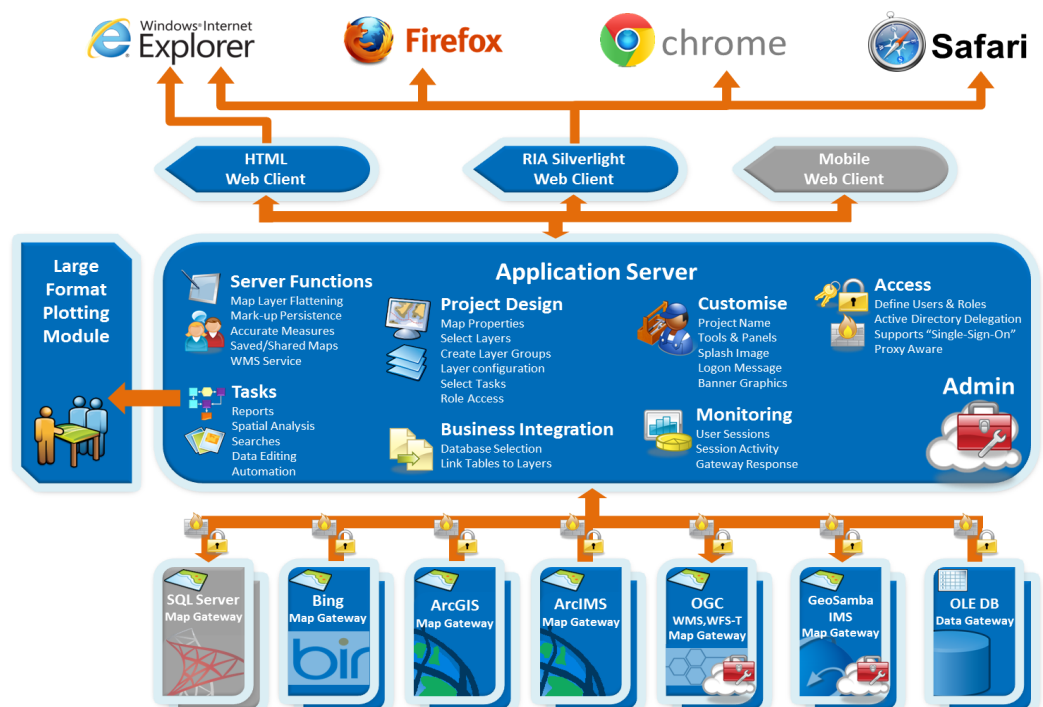 Windows® Internet
Explorer
Firefox
chrome
Safari
HTML
Web Client
RIA Silverlight
Web Client
Mobile
Web Client
Large
Format
Plotting
Module
Application Server
Server Functions
Map Layer Flattening
Mark-up Persistence
Accurate Measures
Saved/Shared Maps
WMS Service
Tasks
Reports
Spatial Analysis
Searches
Data Editing
Automation
Project Design
Map Properties
Select Layers
Create Layer Groups
Layer configuration
Select Tasks
Role Access
Business Integration
Database Selection
Link Tables to Layers
Customise
Project Name
Tools & Panels
Splash Image
Logon Message
Banner Graphics
Monitoring
User Sessions
Session Activity
Gateway Response
Access
Define Users & Roles
Active Directory Delegation
Supports “Single-Sign-On”
Proxy Aware
Admin
SQL Server
Map Gateway
Bing
Map Gateway
bin
ArcGIS
Map Gateway
ArcIMS
Map Gateway
OGC
WMS,WFS-T
Map Gateway
GeoSamba
IMS
Map Gateway
OLE DB
Data Gateway